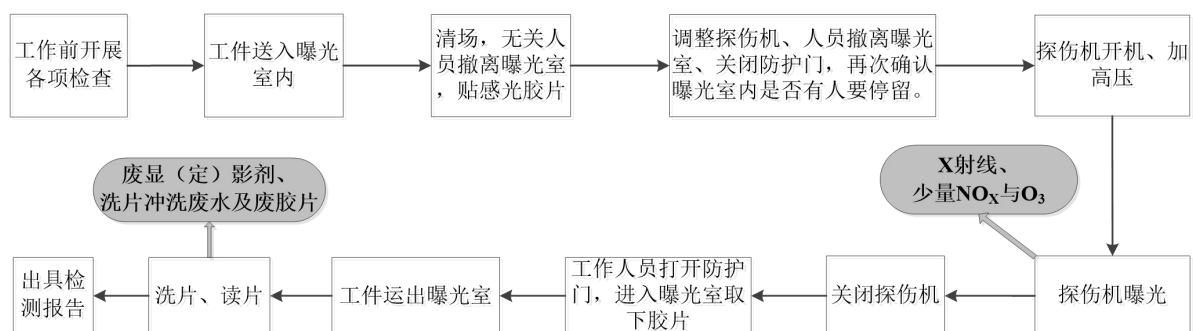 工作前开展
各项检查
工件送入曝光
室内
清场，无关人
员撤离曝光室
，贴感光胶片
调整探伤机、人员撤离曝光
室、关闭防护门，再次确认
曝光室内是否有人要停留。
探伤机开机、加
高压
废显（定）影剂、
洗片冲洗废水及废胶片
X射线、
少量NOX与O3
出具检
测报告
洗片、读片
工件运出曝光室
工作人员打开防护
门，进入曝光室取
下胶片
关闭探伤机
探伤机曝光